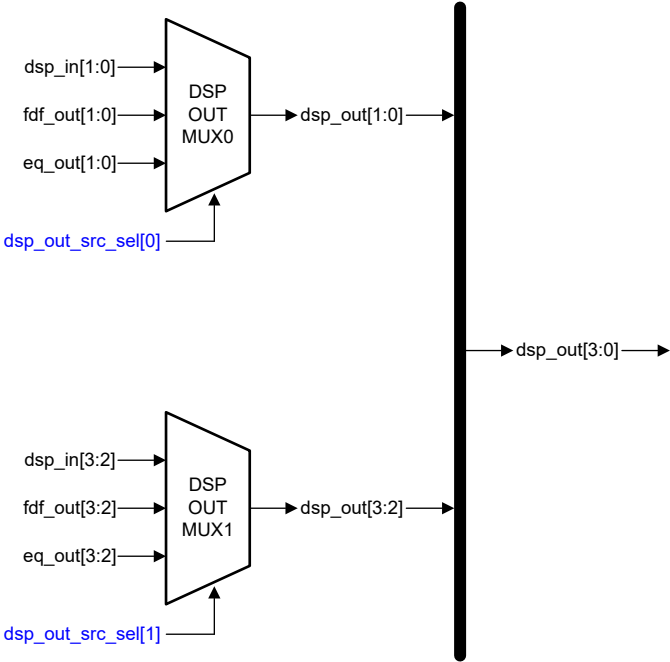 dsp_in[1:0]
fdf_out[1:0]
eq_out[1:0]
DSP
OUT
MUX0
dsp_out[1:0]
dsp_out_src_sel[0]
dsp_out[3:0]
dsp_in[3:2]
fdf_out[3:2]
eq_out[3:2]
DSP
OUT
MUX1
dsp_out[3:2]
dsp_out_src_sel[1]